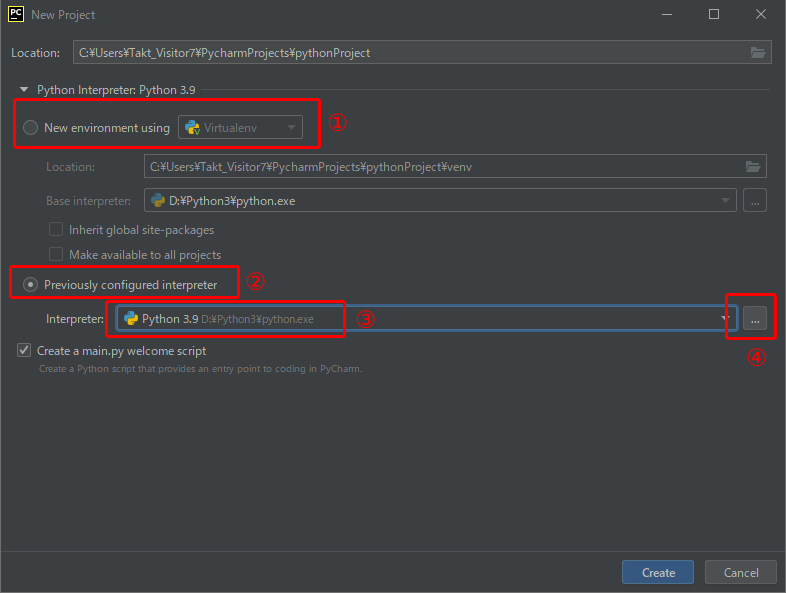 PC New Project
Location: C:¥Users¥Takt_Visitor7¥PycharmProjects¥pythonProject
Python Interpreter: Python 3.9
New environment using Virtualenv ①
Location: C:¥Users¥Takt_Visitor7¥PycharmProjects¥pythonProject¥venv
Base interpreter: D:¥Python3¥python.exe ...
Inherit global site-packages
Make available to all projects
Previously configured interpreter ②
Interpreter: Python 3.9 D:¥Python3¥python.exe ③ ...
④
Create a main.py welcome script
Create a Python script that provides an entry point to coding in PyCharm.
Create Cancel